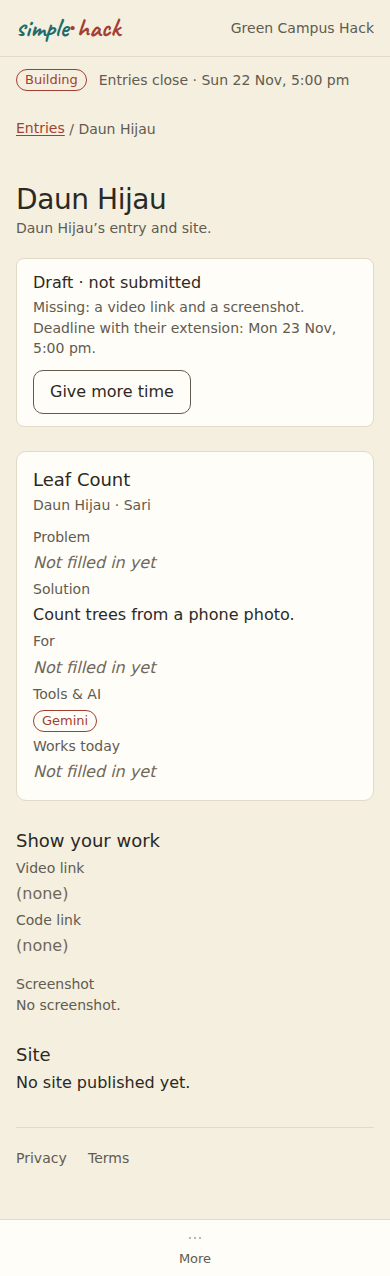 simple hack
Green Campus Hack
Building Entries close · Sun 22 Nov, 5:00 pm
Entries / Daun Hijau
Daun Hijau
Daun Hijau’s entry and site.
Draft · not submitted
Missing: a video link and a screenshot.
Deadline with their extension: Mon 23 Nov,
5:00 pm.
Give more time
Leaf Count
Daun Hijau · Sari
Problem
Not filled in yet
Solution
Count trees from a phone photo.
For
Not filled in yet
Tools & AI
Gemini
Works today
Not filled in yet
Show your work
Video link
(none)
Code link
(none)
Screenshot
No screenshot.
Site
No site published yet.
Privacy Terms
...
More